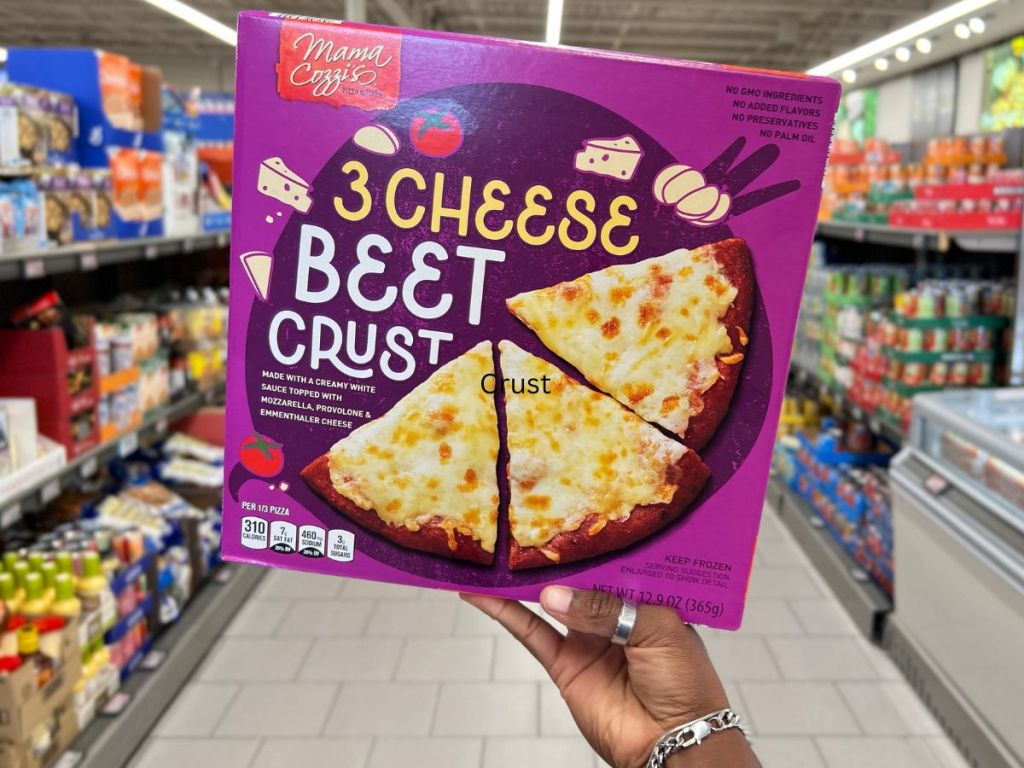 Mama
Cozzi's
PIZZA KITCHEN
NO GMO INGREDIENTS
NO ADDED FLAVORS
NO PRESERVATIVES
NO PALM OIL
3 CHEESE
BEET
CRUST
Crust
MADE WITH A CREAMY WHITE
SAUCE TOPPED WITH
MOZZARELLA, PROVOLONE &
EMMENTHALER CHEESE
PER 1/3 PIZZA
310
CALORIES
7g
SAT FAT
460mg
SODIUM
20% DV
3g
TOTAL
SUGARS
KEEP FROZEN
SERVING SUGGESTION
ENLARGED TO SHOW DETAIL
NET WT 12.9 OZ (365g)